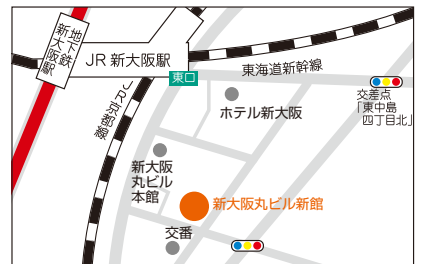 地下鉄
新大阪駅
JR 新大阪駅
東口
東海道新幹線
JR京都線
ホテル新大阪
交差点
「東中島
四丁目北」
新大阪
丸ビル
本館
新大阪丸ビル新館
交番